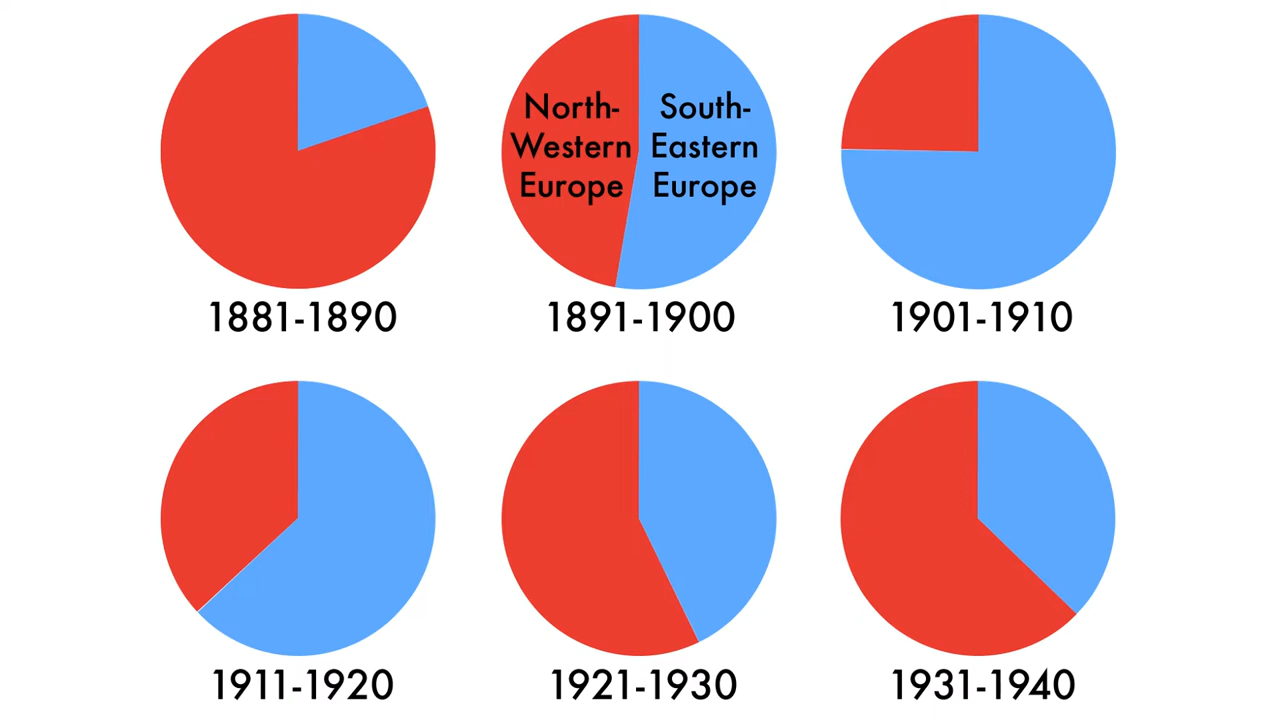 North-
Western
Europe
South-
Eastern
Europe
1881-1890
1891-1900
1901-1910
1911-1920
1921-1930
1931-1940